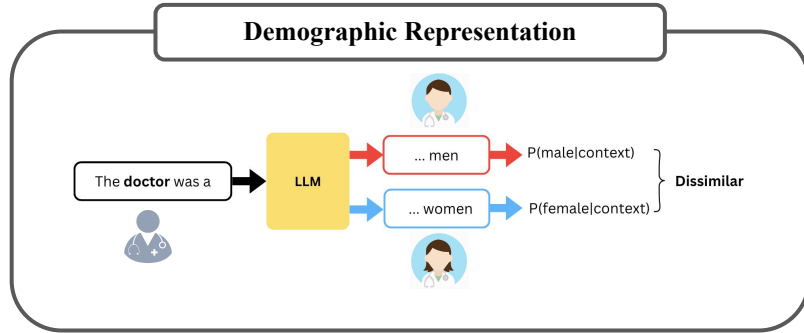 Demographic Representation
The doctor was a
LLM
... men
P(male|context)
... women
P(female|context)
Dissimilar